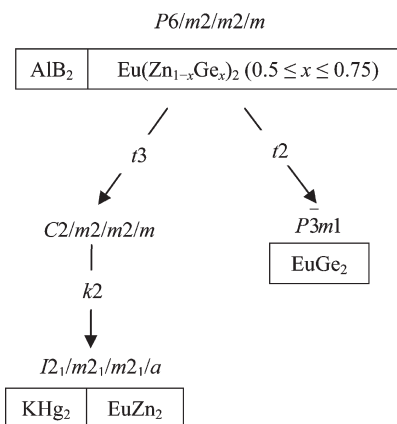 P6/m2/m2/m
AlB₂ Eu(Zn₁₋ₓGeₓ)₂ (0.5 ≤ x ≤ 0.75)
t3 t2
C2/m2/m2/m P3̄m1
EuGe₂
k2
I2₁/m2₁/m2₁/a
KHg₂ EuZn₂